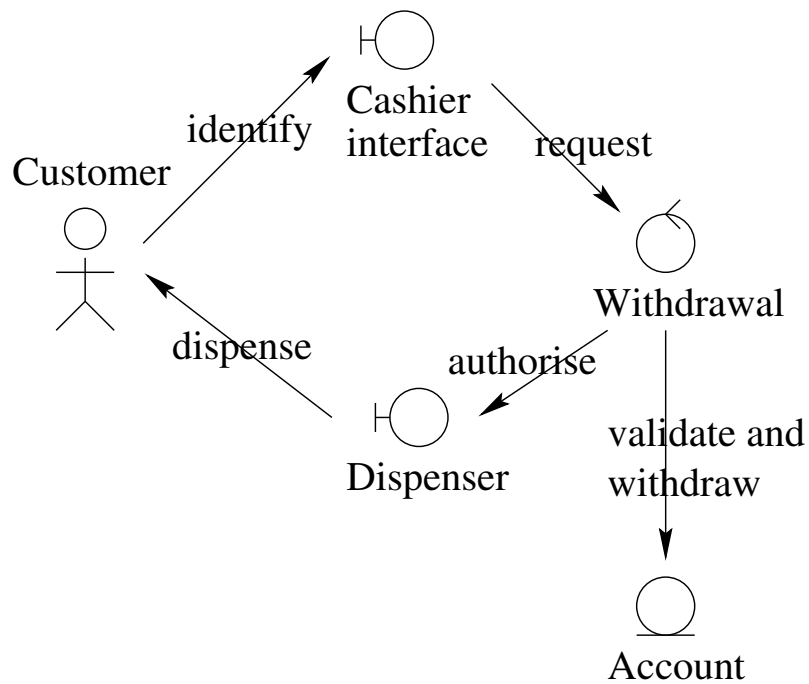 Cashier
interface
identify
request
Customer
Withdrawal
dispense
authorise
validate and
withdraw
Dispenser
Account